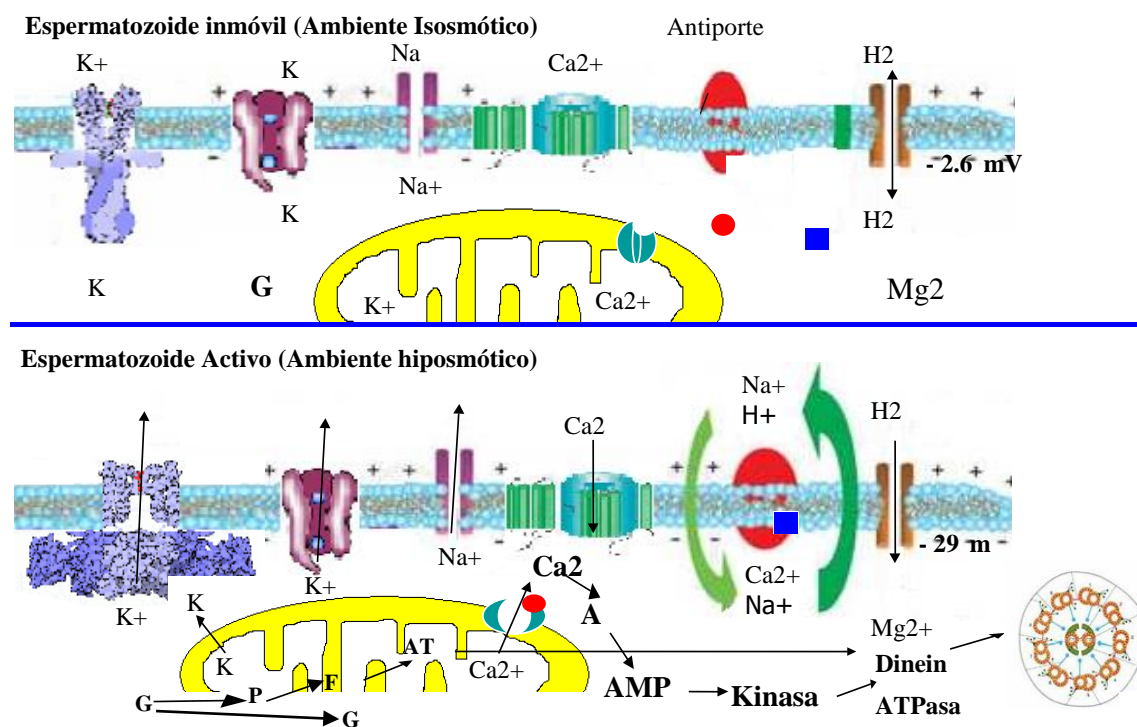 Espermatozoide inmóvil (Ambiente Isosmótico)
Antiporte
K+
K
Na
Ca2+
H2
+
+
+
+
+
+
+
-
-
-
- 2.6 mV
K
Na+
H2
K
G
K+
Ca2+
Mg2
Espermatozoide Activo (Ambiente hiposmótico)
Na+
H+
H2
Ca2
+
+
+
+
+
+
+
+
+
-
-
-
-
- 29 m
K+
K+
Na+
Ca2
Ca2+
Na+
K
A
Mg2+
K
AT
Ca2+
Dinein
G
P
F
AMP
Kinasa
ATPasa
G